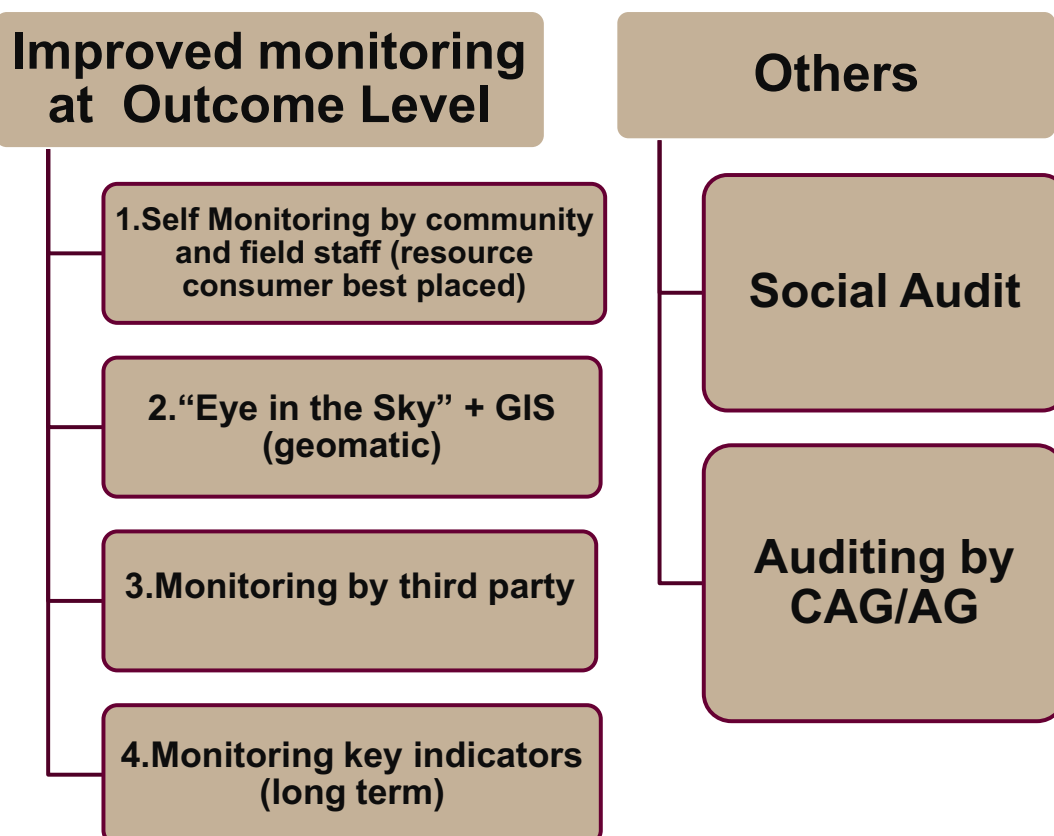 Improved monitoring
at Outcome Level
1.Self Monitoring by community
and field staff (resource
consumer best placed)
2.“Eye in the Sky” + GIS
(geomatic)
3.Monitoring by third party
4.Monitoring key indicators
(long term)
Others
Social Audit
Auditing by
CAG/AG